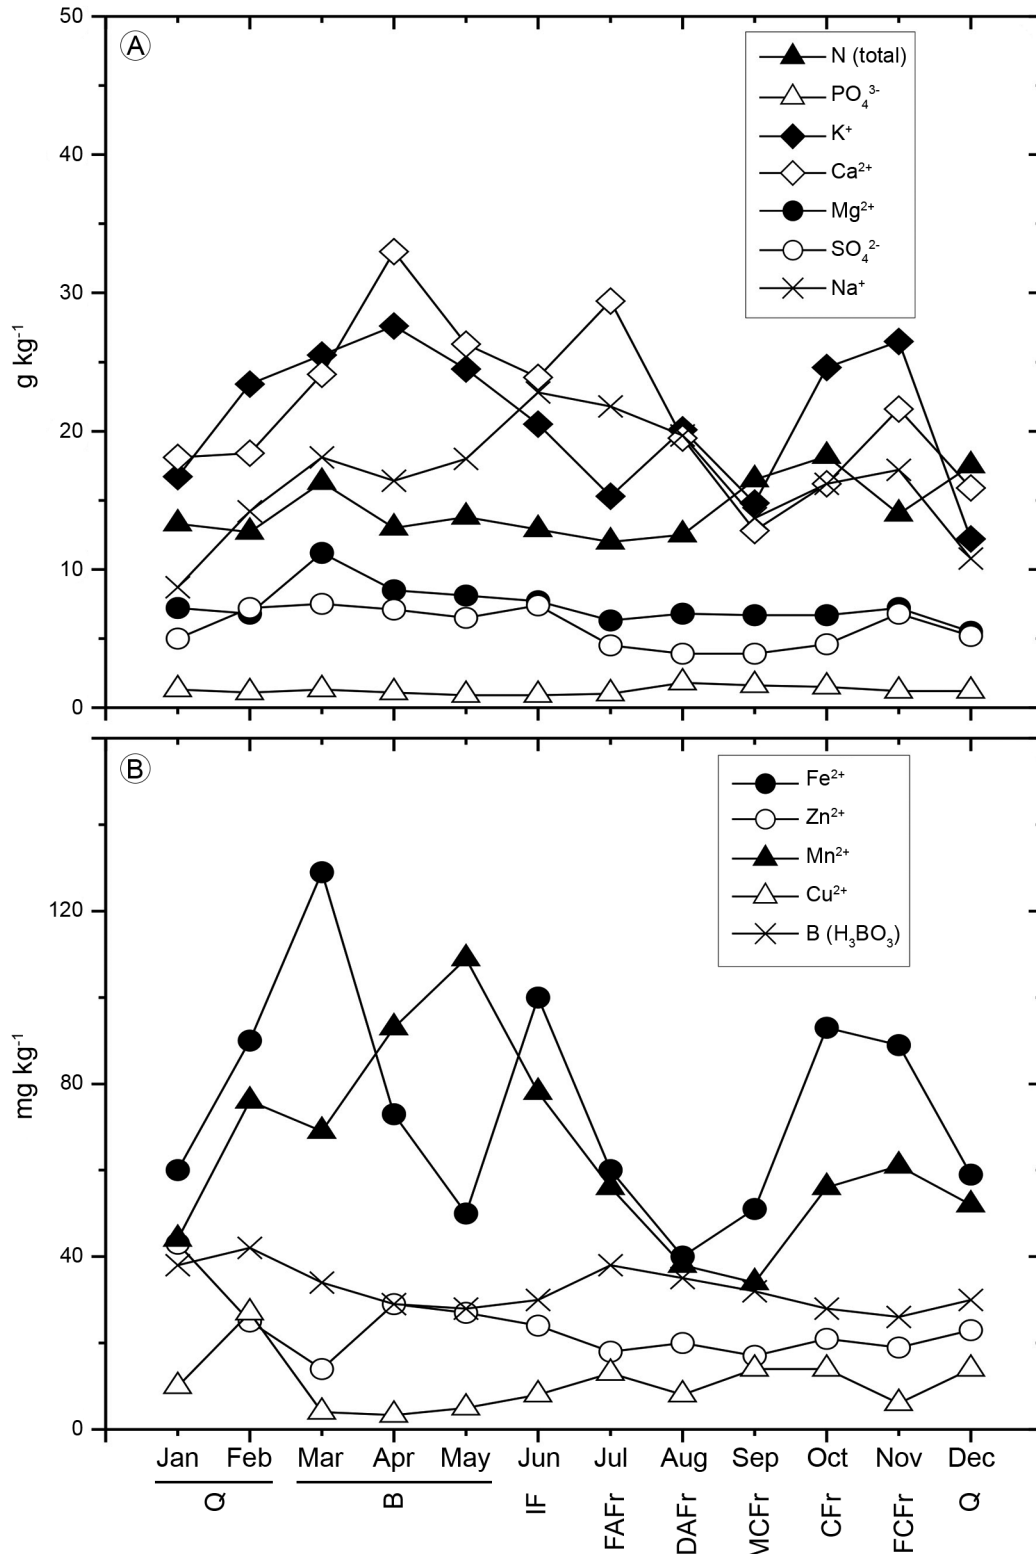 A
N (total)
PO₄³⁻
K⁺
Ca²⁺
Mg²⁺
SO₄²⁻
Na⁺
50
40
30
20
10
0
g kg⁻¹
B
Fe²⁺
Zn²⁺
Mn²⁺
Cu²⁺
B (H₃BO₃)
120
80
40
0
mg kg⁻¹
Jan Feb Mar Apr May Jun Jul Aug Sep Oct Nov Dec
Q B IF FAFr DAFr MCFr CFr FCFr Q